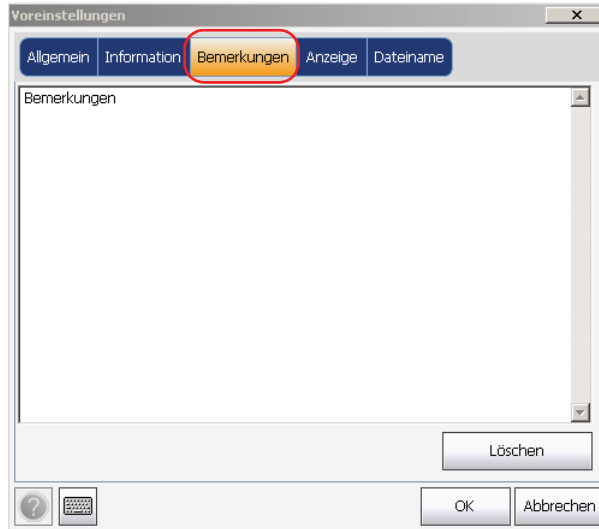 Voreinstellungen X
Allgemein Information Bemerkungen Anzeige Dateiname
Bemerkungen
Löschen
? OK Abbrechen